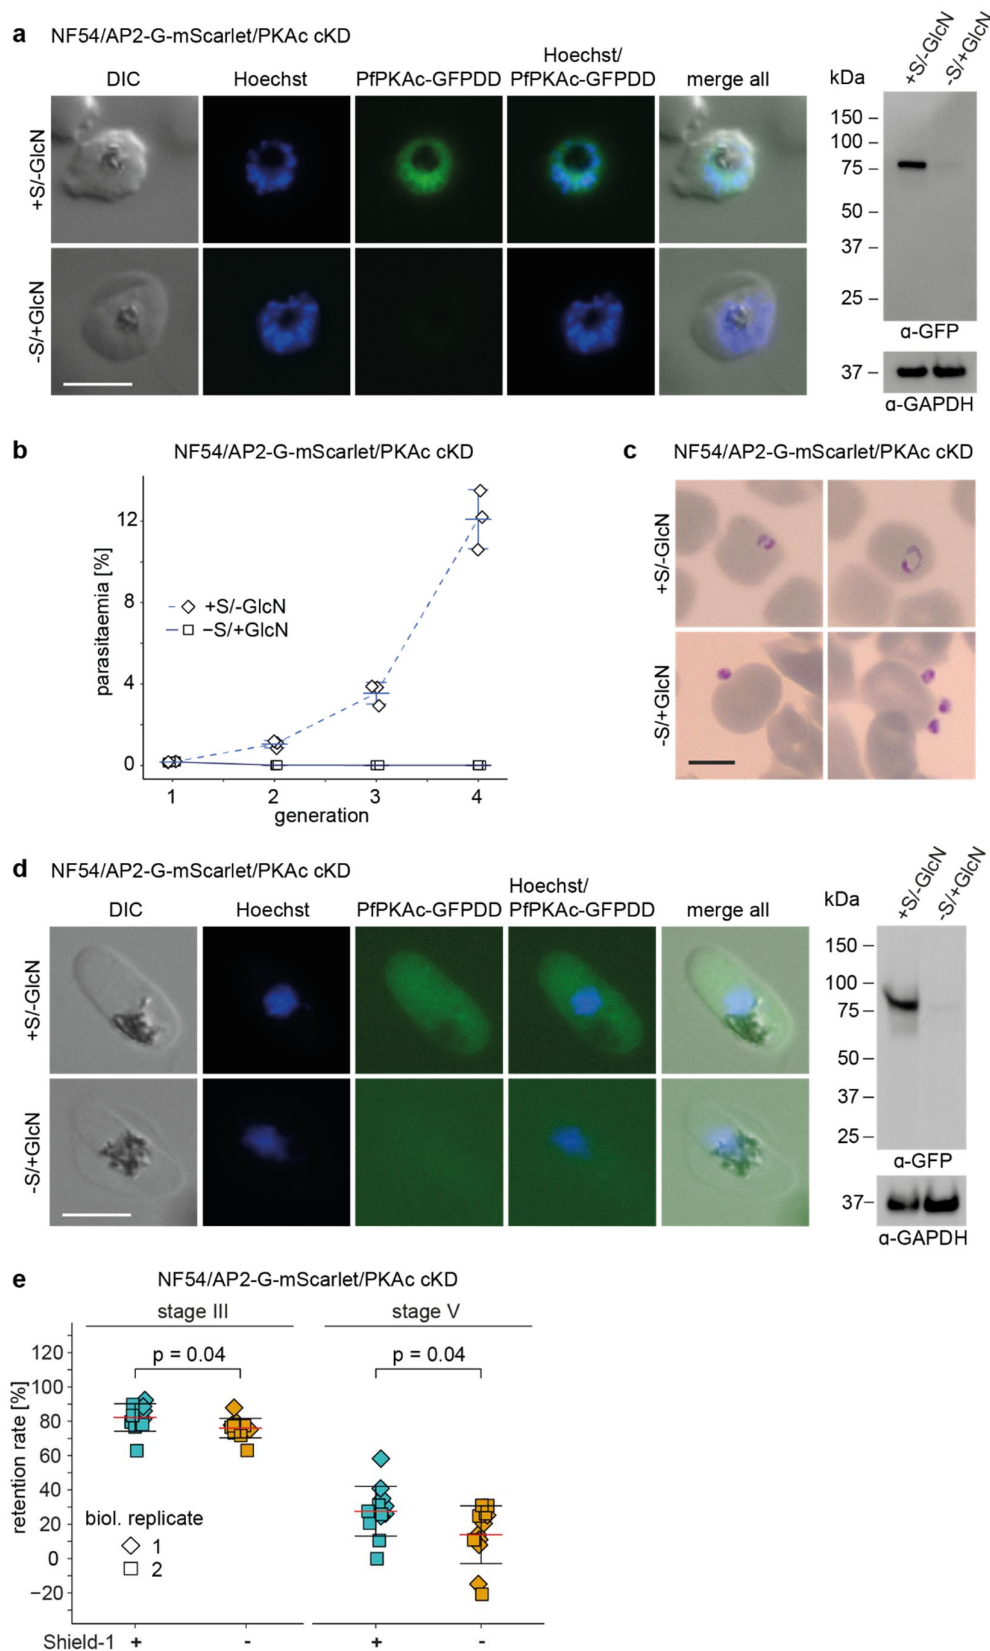 a NF54/AP2-G-mScarlet/PKAc cKD
DIC Hoechst PfPKAc-GFPDD Hoechst/ PfPKAc-GFPDD merge all
+S/-GlcN
-S/+GlcN
kDa +S/-GlcN -S/+GlcN
150 –
100 –
75 –
50 –
37 –
25 –
α-GFP
37 –
α-GAPDH
b NF54/AP2-G-mScarlet/PKAc cKD
parasitaemia [%]
12
8
4
0
+S/-GlcN
−S/+GlcN
1 2 3 4
generation
c NF54/AP2-G-mScarlet/PKAc cKD
+S/-GlcN
-S/+GlcN
d NF54/AP2-G-mScarlet/PKAc cKD
DIC Hoechst PfPKAc-GFPDD Hoechst/ PfPKAc-GFPDD merge all
+S/-GlcN
-S/+GlcN
kDa +S/-GlcN -S/+GlcN
150 –
100 –
75 –
50 –
37 –
25 –
α-GFP
37–
α-GAPDH
e NF54/AP2-G-mScarlet/PKAc cKD
stage III stage V
p = 0.04 p = 0.04
retention rate [%]
120
100
80
60
40
20
0
−20
biol. replicate
1
2
Shield-1 + - + -